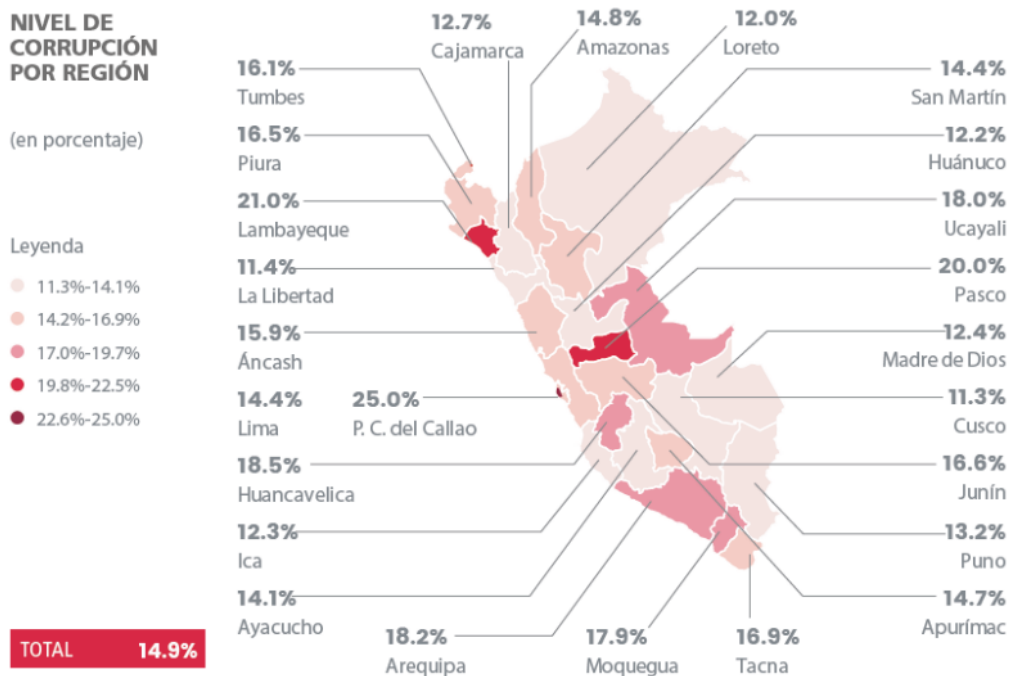 NIVEL DE
CORRUPCIÓN
POR REGIÓN
(en porcentaje)
Leyenda
11.3%-14.1%
14.2%-16.9%
17.0%-19.7%
19.8%-22.5%
22.6%-25.0%
TOTAL 14.9%
12.7%
Cajamarca
14.8%
Amazonas
12.0%
Loreto
16.1%
Tumbes
16.5%
Piura
21.0%
Lambayeque
11.4%
La Libertad
15.9%
Áncash
14.4%
Lima
25.0%
P. C. del Callao
18.5%
Huancavelica
12.3%
Ica
14.1%
Ayacucho
18.2%
Arequipa
17.9%
Moquegua
16.9%
Tacna
14.4%
San Martín
12.2%
Huánuco
18.0%
Ucayali
20.0%
Pasco
12.4%
Madre de Dios
11.3%
Cusco
16.6%
Junín
13.2%
Puno
14.7%
Apurímac